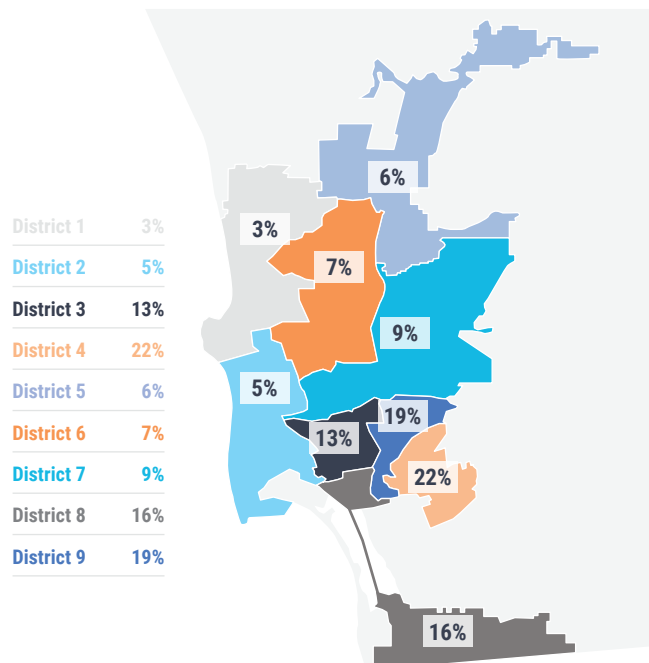 6%
3%
7%
9%
5%
19%
13%
22%
16%
District 1 3%
District 2 5%
District 3 13%
District 4 22%
District 5 6%
District 6 7%
District 7 9%
District 8 16%
District 9 19%